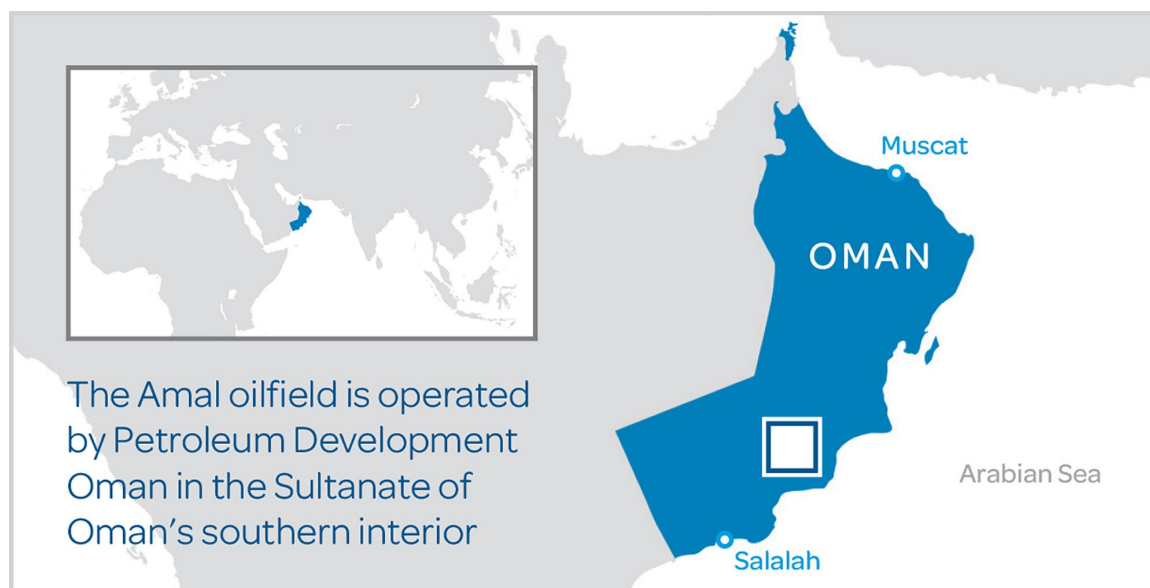 The Amal oilfield is operated
by Petroleum Development
Oman in the Sultanate of
Oman’s southern interior
Muscat
OMAN
Arabian Sea
Salalah